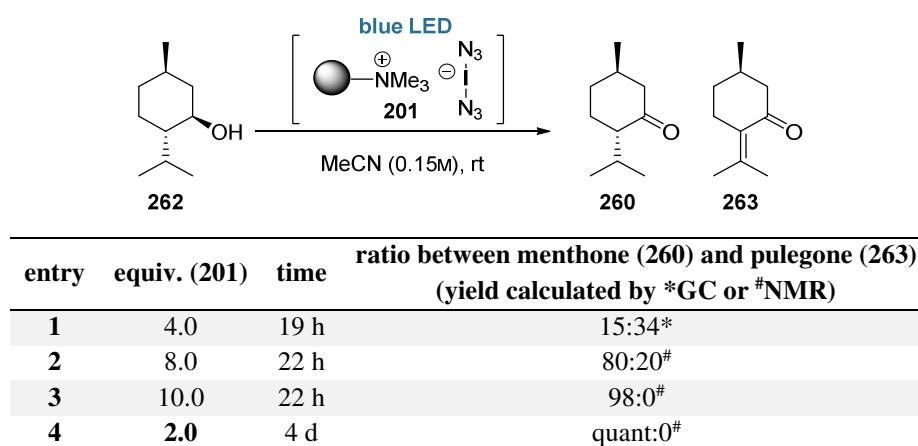 blue LED
N3
⊕
NMe3
⊖
I
201
N3
OH
O
O
MeCN (0.15M), rt
262
260
263
entry equiv. (201) time ratio between menthone (260) and pulegone (263)
(yield calculated by *GC or #NMR)
1 4.0 19 h 15:34*
2 8.0 22 h 80:20#
3 10.0 22 h 98:0#
4 2.0 4 d quant:0#